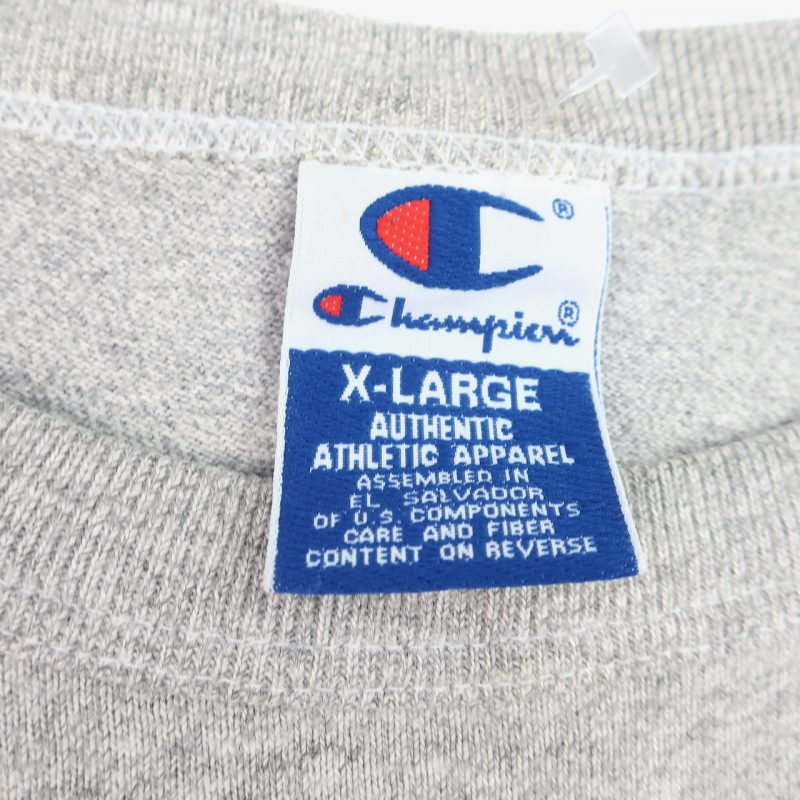 ®
Champion®
X-LARGE
AUTHENTIC
ATHLETIC APPAREL
ASSEMBLED IN
EL SALVADOR
OF U.S. COMPONENTS
CARE AND FIBER
CONTENT ON REVERSE